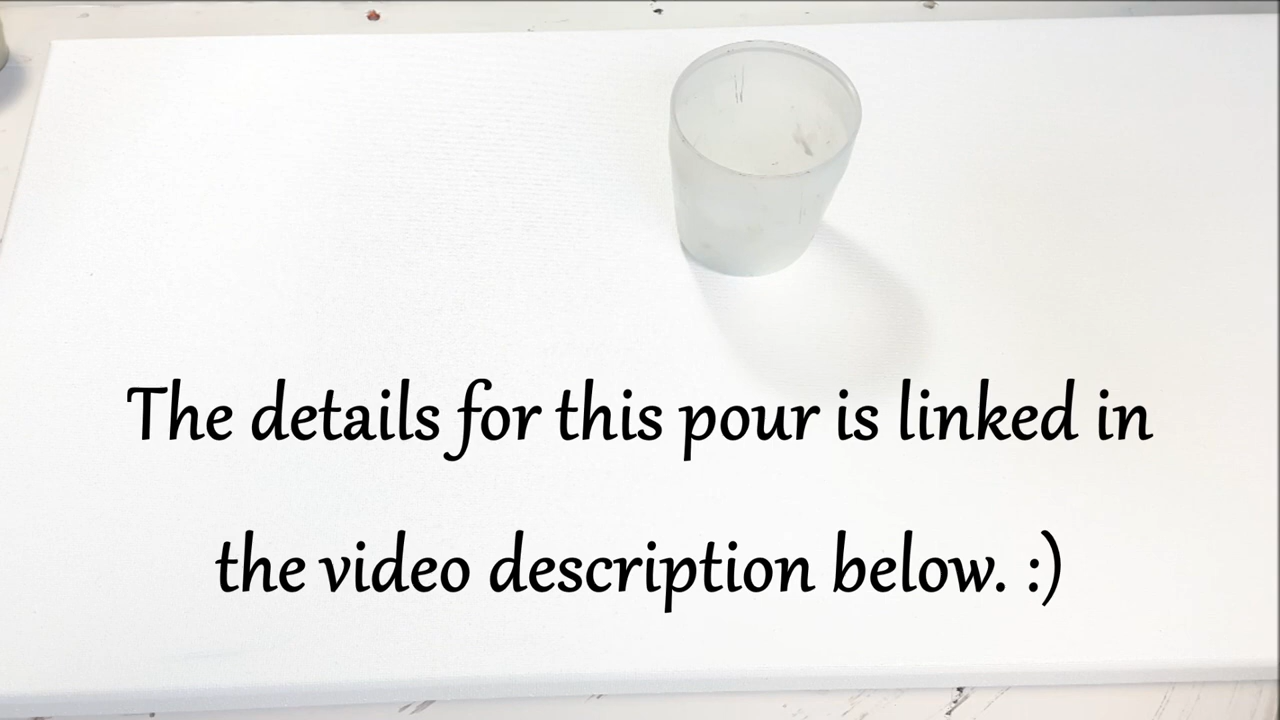 The details for this pour is linked in
the video description below. :)